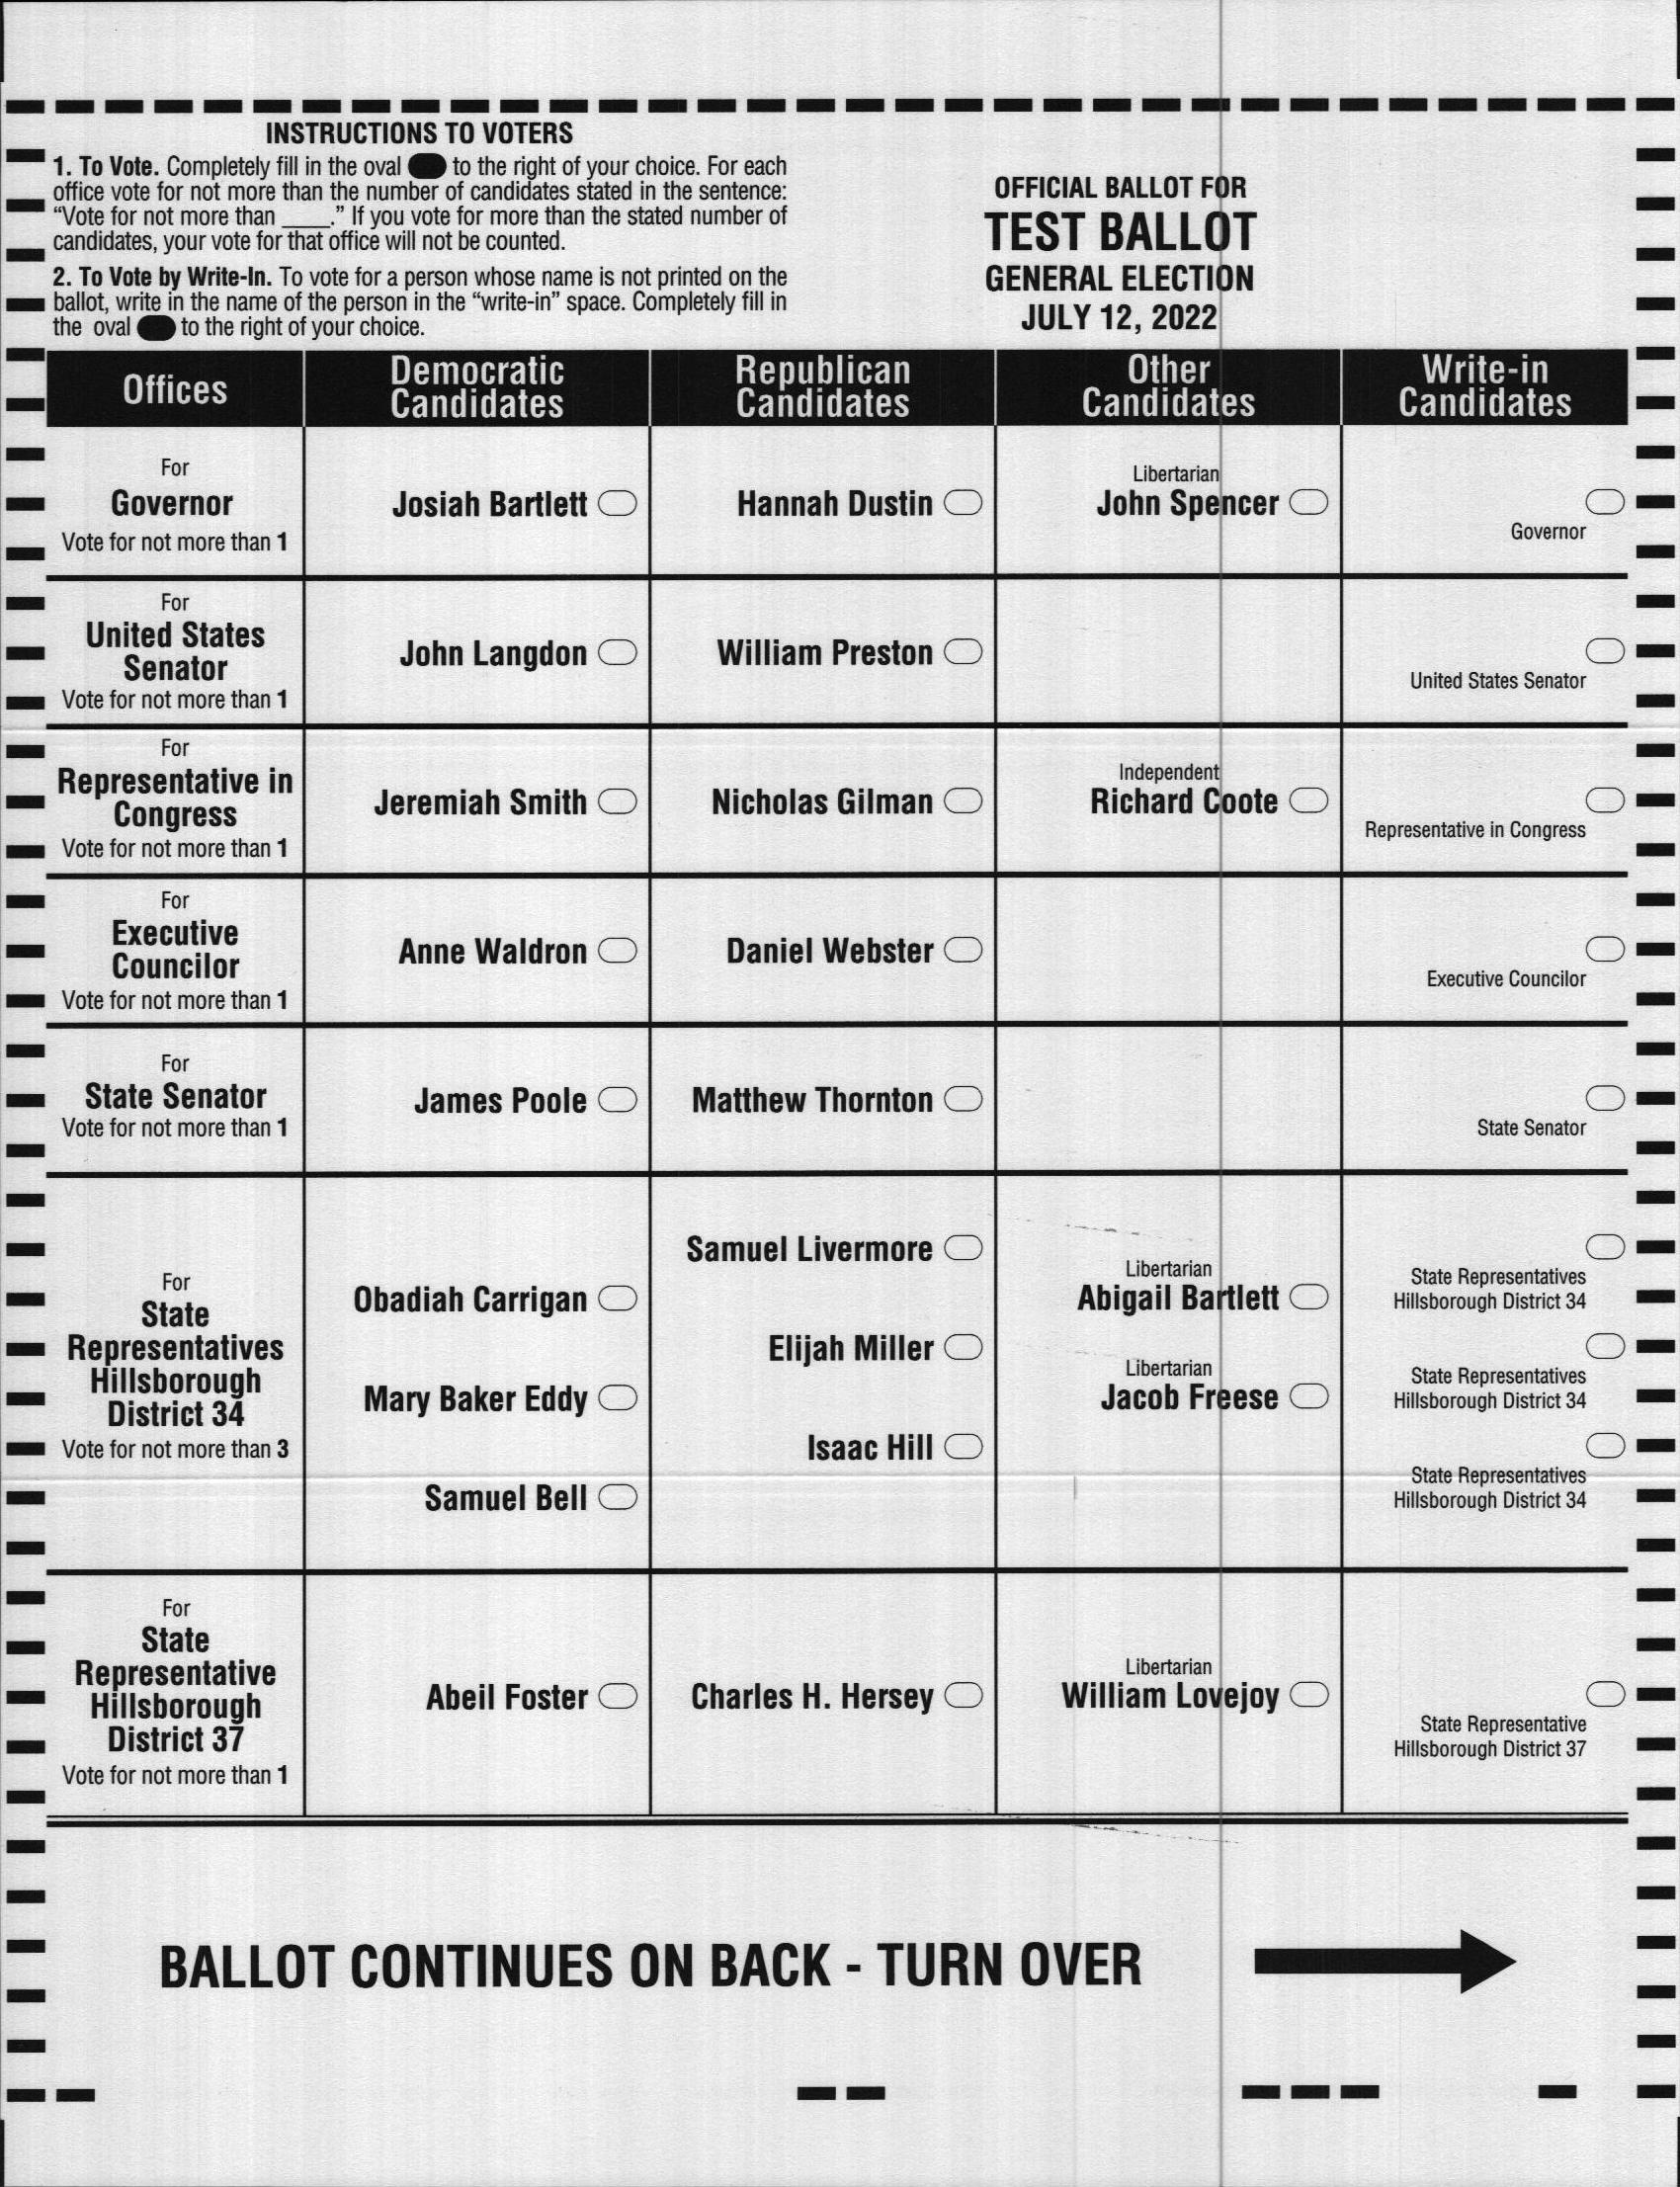 INSTRUCTIONS TO VOTERS
1. To Vote. Completely fill in the oval to the right of your choice. For each
office vote for not more than the number of candidates stated in the sentence:
“Vote for not more than ____.” If you vote for more than the stated number of
candidates, your vote for that office will not be counted.
2. To Vote by Write-In. To vote for a person whose name is not printed on the
ballot, write in the name of the person in the “write-in” space. Completely fill in
the oval to the right of your choice.
OFFICIAL BALLOT FOR
TEST BALLOT
GENERAL ELECTION
JULY 12, 2022
Offices
Democratic
Candidates
Republican
Candidates
Other
Candidates
Write-in
Candidates
For
Governor
Vote for not more than 1
Josiah Bartlett
Hannah Dustin
Libertarian
John Spencer
Governor
For
United States
Senator
Vote for not more than 1
John Langdon
William Preston
United States Senator
For
Representative in
Congress
Vote for not more than 1
Jeremiah Smith
Nicholas Gilman
Independent
Richard Coote
Representative in Congress
For
Executive
Councilor
Vote for not more than 1
Anne Waldron
Daniel Webster
Executive Councilor
For
State Senator
Vote for not more than 1
James Poole
Matthew Thornton
State Senator
For
State
Representatives
Hillsborough
District 34
Vote for not more than 3
Obadiah Carrigan
Mary Baker Eddy
Samuel Bell
Samuel Livermore
Elijah Miller
Isaac Hill
Libertarian
Abigail Bartlett
Libertarian
Jacob Freese
State Representatives
Hillsborough District 34
State Representatives
Hillsborough District 34
State Representatives
Hillsborough District 34
For
State
Representative
Hillsborough
District 37
Vote for not more than 1
Abeil Foster
Charles H. Hersey
Libertarian
William Lovejoy
State Representative
Hillsborough District 37
BALLOT CONTINUES ON BACK - TURN OVER